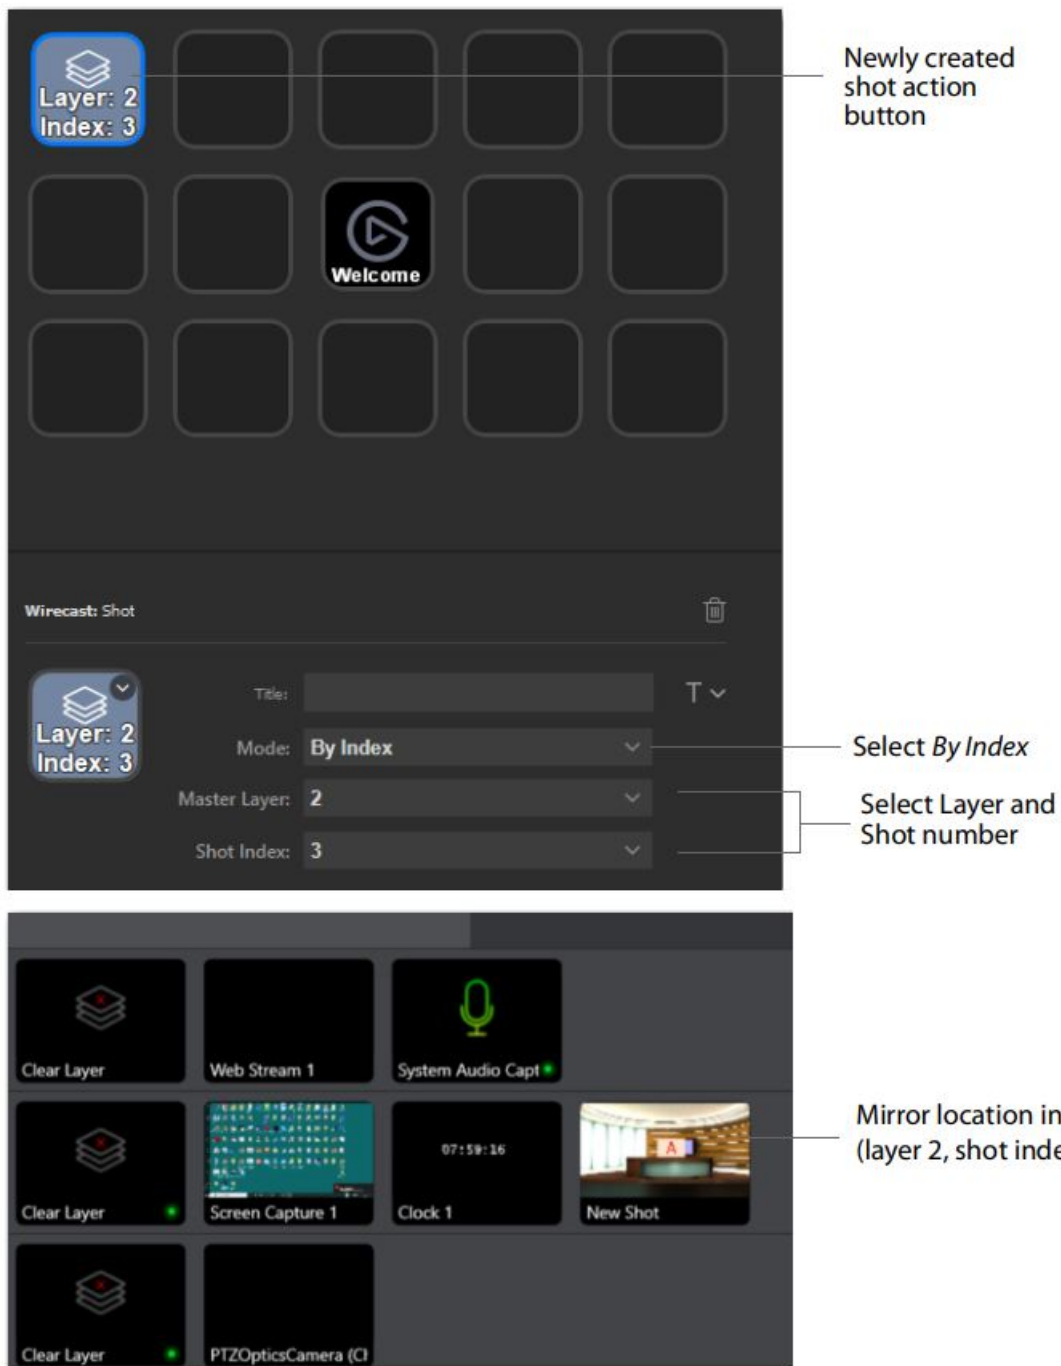 Layer: 2
Index: 3
Newly created
shot action
button
Welcome
Wirecast: Shot
Layer: 2
Index: 3
Title:
T
Mode: By Index
Select By Index
Master Layer: 2
Select Layer and
Shot number
Shot Index: 3
Clear Layer
Web Stream 1
System Audio Capt
07:59:16
A
Mirror location in
(layer 2, shot inde
Clear Layer
Screen Capture 1
Clock 1
New Shot
Clear Layer
PTZOpticsCamera (Cl